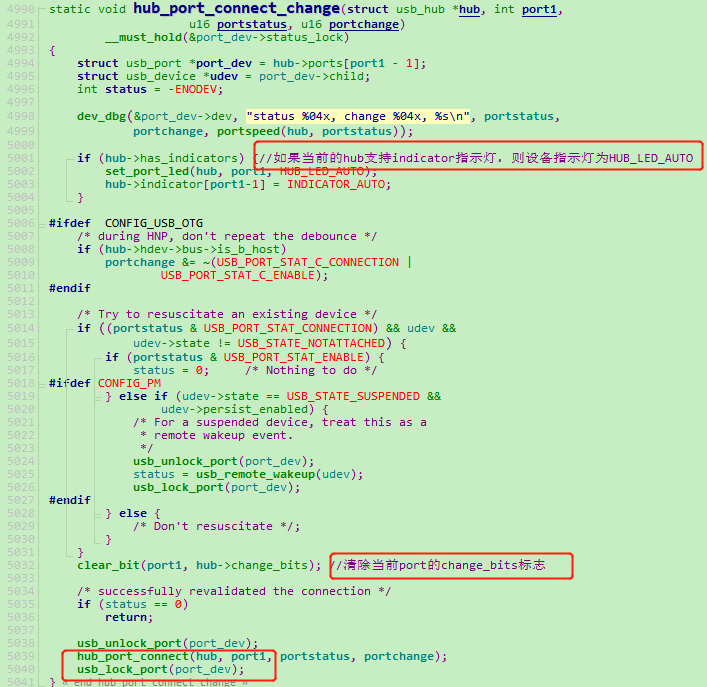 4990 static void hub_port_connect_change(struct usb_hub *hub, int port1,
4991 u16 portstatus, u16 portchange)
4992 __must_hold(&port_dev->status_lock)
4993 {
4994 struct usb_port *port_dev = hub->ports[port1 - 1];
4995 struct usb_device *udev = port_dev->child;
4996 int status = -ENODEV;
4997
4998 dev_dbg(&port_dev->dev, "status %04x, change %04x, %s\n", portstatus,
4999 portchange, portspeed(hub, portstatus));
5000
5001 if (hub->has_indicators) {//如果当前的hub支持indicator指示灯，则设备指示灯为HUB_LED_AUTO
5002 set_port_led(hub, port1, HUB_LED_AUTO);
5003 hub->indicator[port1-1] = INDICATOR_AUTO;
5004 }
5005
5006 #ifdef CONFIG_USB_OTG
5007 /* during HNP, don't repeat the debounce */
5008 if (hub->hdev->bus->is_b_host)
5009 portchange &= ~(USB_PORT_STAT_C_CONNECTION |
5010 USB_PORT_STAT_C_ENABLE);
5011 #endif
5012
5013 /* Try to resuscitate an existing device */
5014 if ((portstatus & USB_PORT_STAT_CONNECTION) && udev &&
5015 udev->state != USB_STATE_NOTATTACHED) {
5016 if (portstatus & USB_PORT_STAT_ENABLE) {
5017 status = 0; /* Nothing to do */
5018 #ifdef CONFIG_PM
5019 } else if (udev->state == USB_STATE_SUSPENDED &&
5020 udev->persist_enabled) {
5021 /* For a suspended device, treat this as a
5022 * remote wakeup event.
5023 */
5024 usb_unlock_port(port_dev);
5025 status = usb_remote_wakeup(udev);
5026 usb_lock_port(port_dev);
5027 #endif
5028 } else {
5029 /* Don't resuscitate */;
5030 }
5031 }
5032 clear_bit(port1, hub->change_bits); //清除当前port的change_bits标志
5033
5034 /* successfully revalidated the connection */
5035 if (status == 0)
5036 return;
5037
5038 usb_unlock_port(port_dev);
5039 hub_port_connect(hub, port1, portstatus, portchange);
5040 usb_lock_port(port_dev);
5041 } « end hub_port_connect_change »